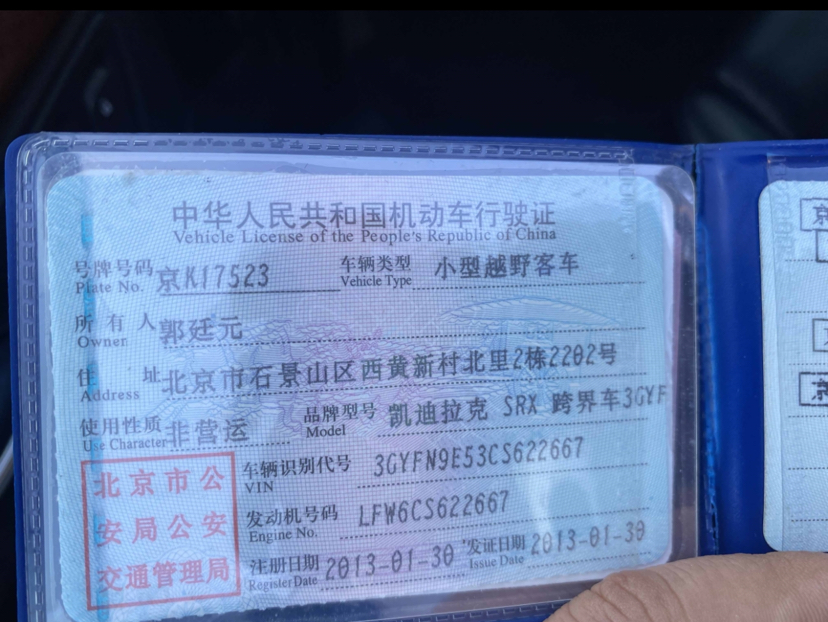 中华人民共和国机动车行驶证
Vehicle License of the People's Republic of China
号牌号码 京K17523 车辆类型 小型越野客车
Plate No. Vehicle Type
所有人 郭廷元
Owner
住址 北京市石景山区西黄新村北里2栋2202号
Address
使用性质 非营运 品牌型号 凯迪拉克 SRX 跨界车3GYF
Use Character Model
北京市公
安局公安
交通管理局
车辆识别代号 3GYFN9E53CS622667
VIN
发动机号码 LFW6CS622667
Engine No.
注册日期 2013-01-30 发证日期 2013-01-30
Register Date Issue Date
京
京